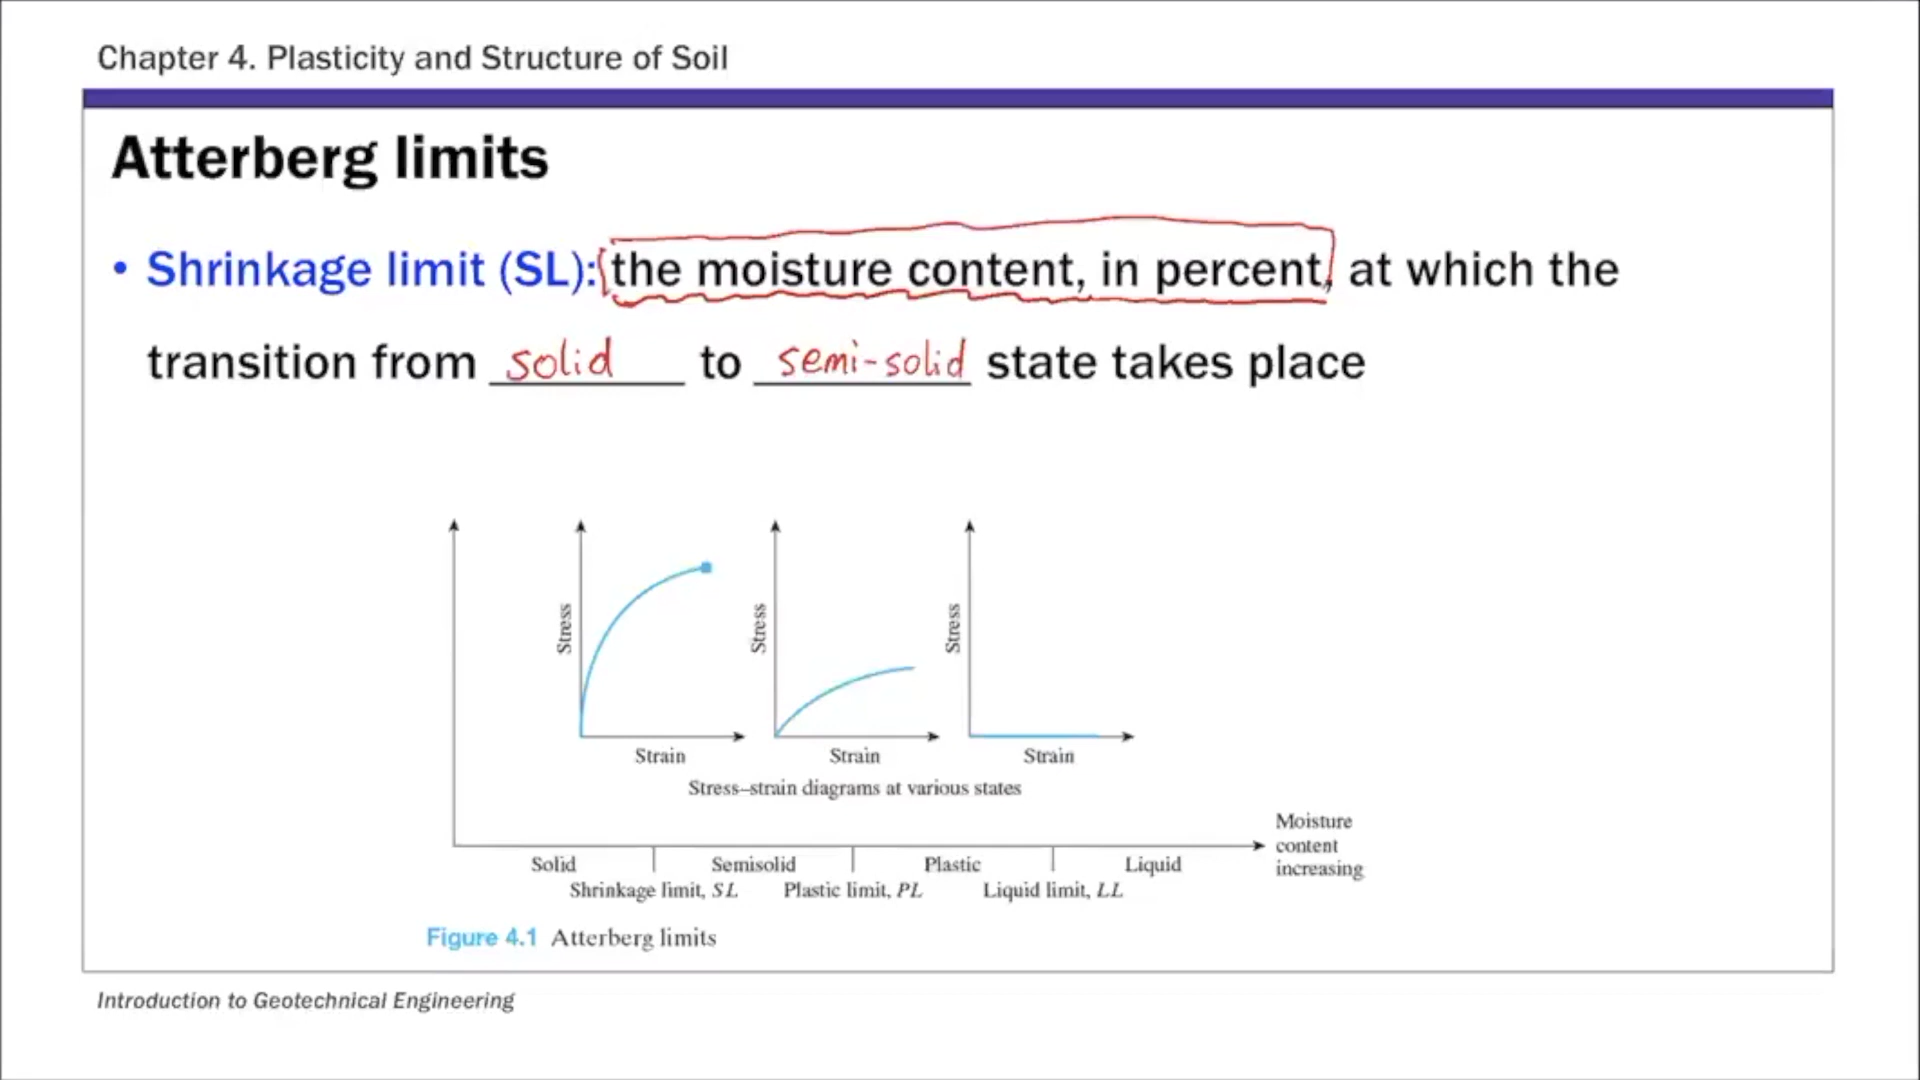 Chapter 4. Plasticity and Structure of Soil
Atterberg limits
• Shrinkage limit (SL): the moisture content, in percent, at which the
transition from solid to semi-solid state takes place
Stress
Stress
Stress
Strain
Strain
Strain
Stress–strain diagrams at various states
Moisture
content
increasing
Solid
Semisolid
Plastic
Liquid
Shrinkage limit, SL
Plastic limit, PL
Liquid limit, LL
Figure 4.1 Atterberg limits
Introduction to Geotechnical Engineering